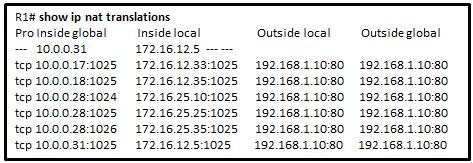 R1# show ip nat translations
Pro Inside global Inside local Outside local Outside global
--- 10.0.0.31 172.16.12.5 --- ---
tcp 10.0.0.17:1025 172.16.12.33:1025 192.168.1.10:80 192.168.1.10:80
tcp 10.0.0.18:1025 172.16.12.35:1025 192.168.1.10:80 192.168.1.10:80
tcp 10.0.0.28:1024 172.16.25.10:1025 192.168.1.10:80 192.168.1.10:80
tcp 10.0.0.28:1025 172.16.25.25:1025 192.168.1.10:80 192.168.1.10:80
tcp 10.0.0.28:1026 172.16.25.35:1025 192.168.1.10:80 192.168.1.10:80
tcp 10.0.0.31:1025 172.16.12.5:1025 192.168.1.10:80 192.168.1.10:80